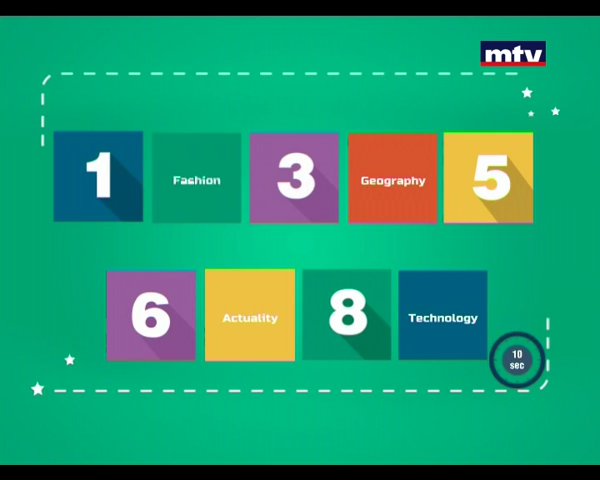 mtv
1
Fashion
3
Geography
5
6
Actuality
8
Technology
10
sec